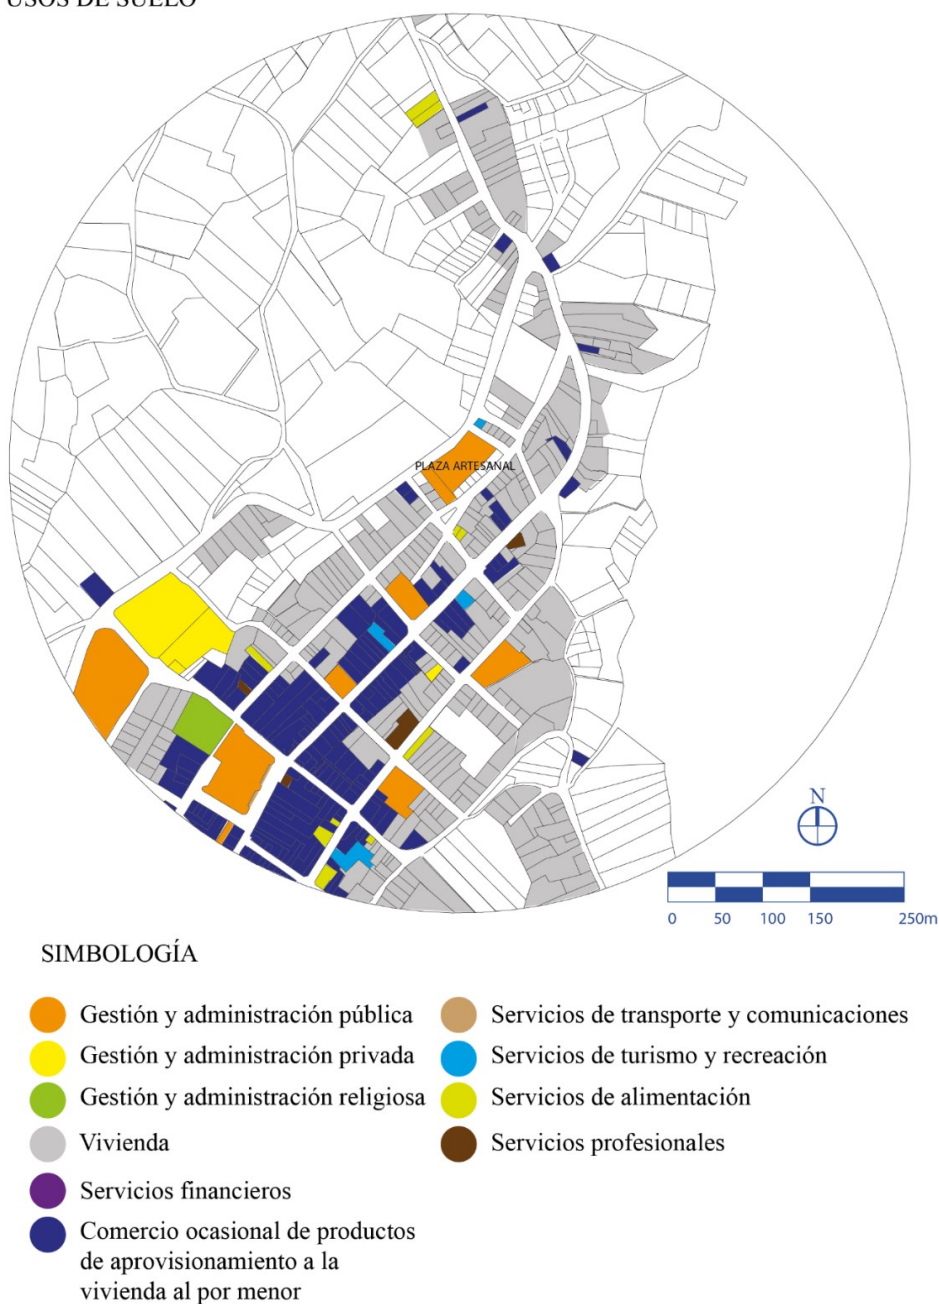 USOS DE SUELO
PLAZA ARTESANAL
N
0 50 100 150 250m
SIMBOLOGÍA
Gestión y administración pública
Gestión y administración privada
Gestión y administración religiosa
Vivienda
Servicios financieros
Comercio ocasional de productos
de aprovisionamiento a la
vivienda al por menor
Servicios de transporte y comunicaciones
Servicios de turismo y recreación
Servicios de alimentación
Servicios profesionales